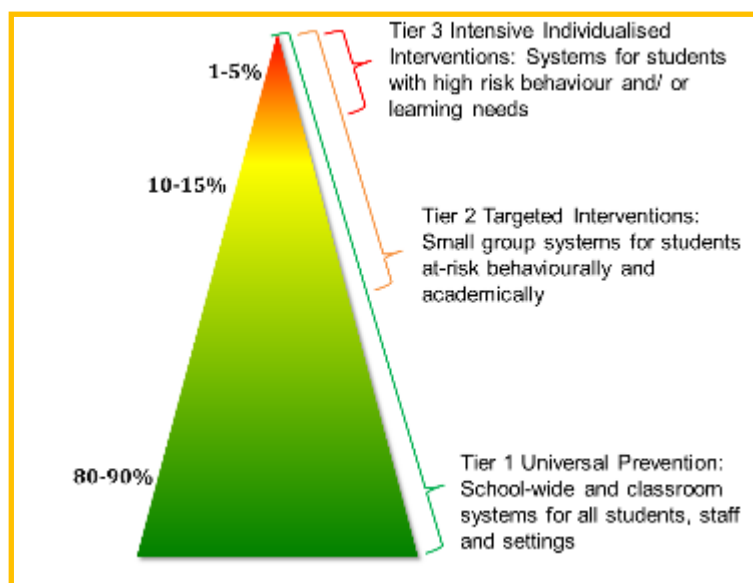 Tier 3 Intensive Individualised
Interventions: Systems for students
with high risk behaviour and/ or
learning needs
1-5%
10-15%
Tier 2 Targeted Interventions:
Small group systems for students
at-risk behaviourally and
academically
80-90%
Tier 1 Universal Prevention:
School-wide and classroom
systems for all students, staff
and settings